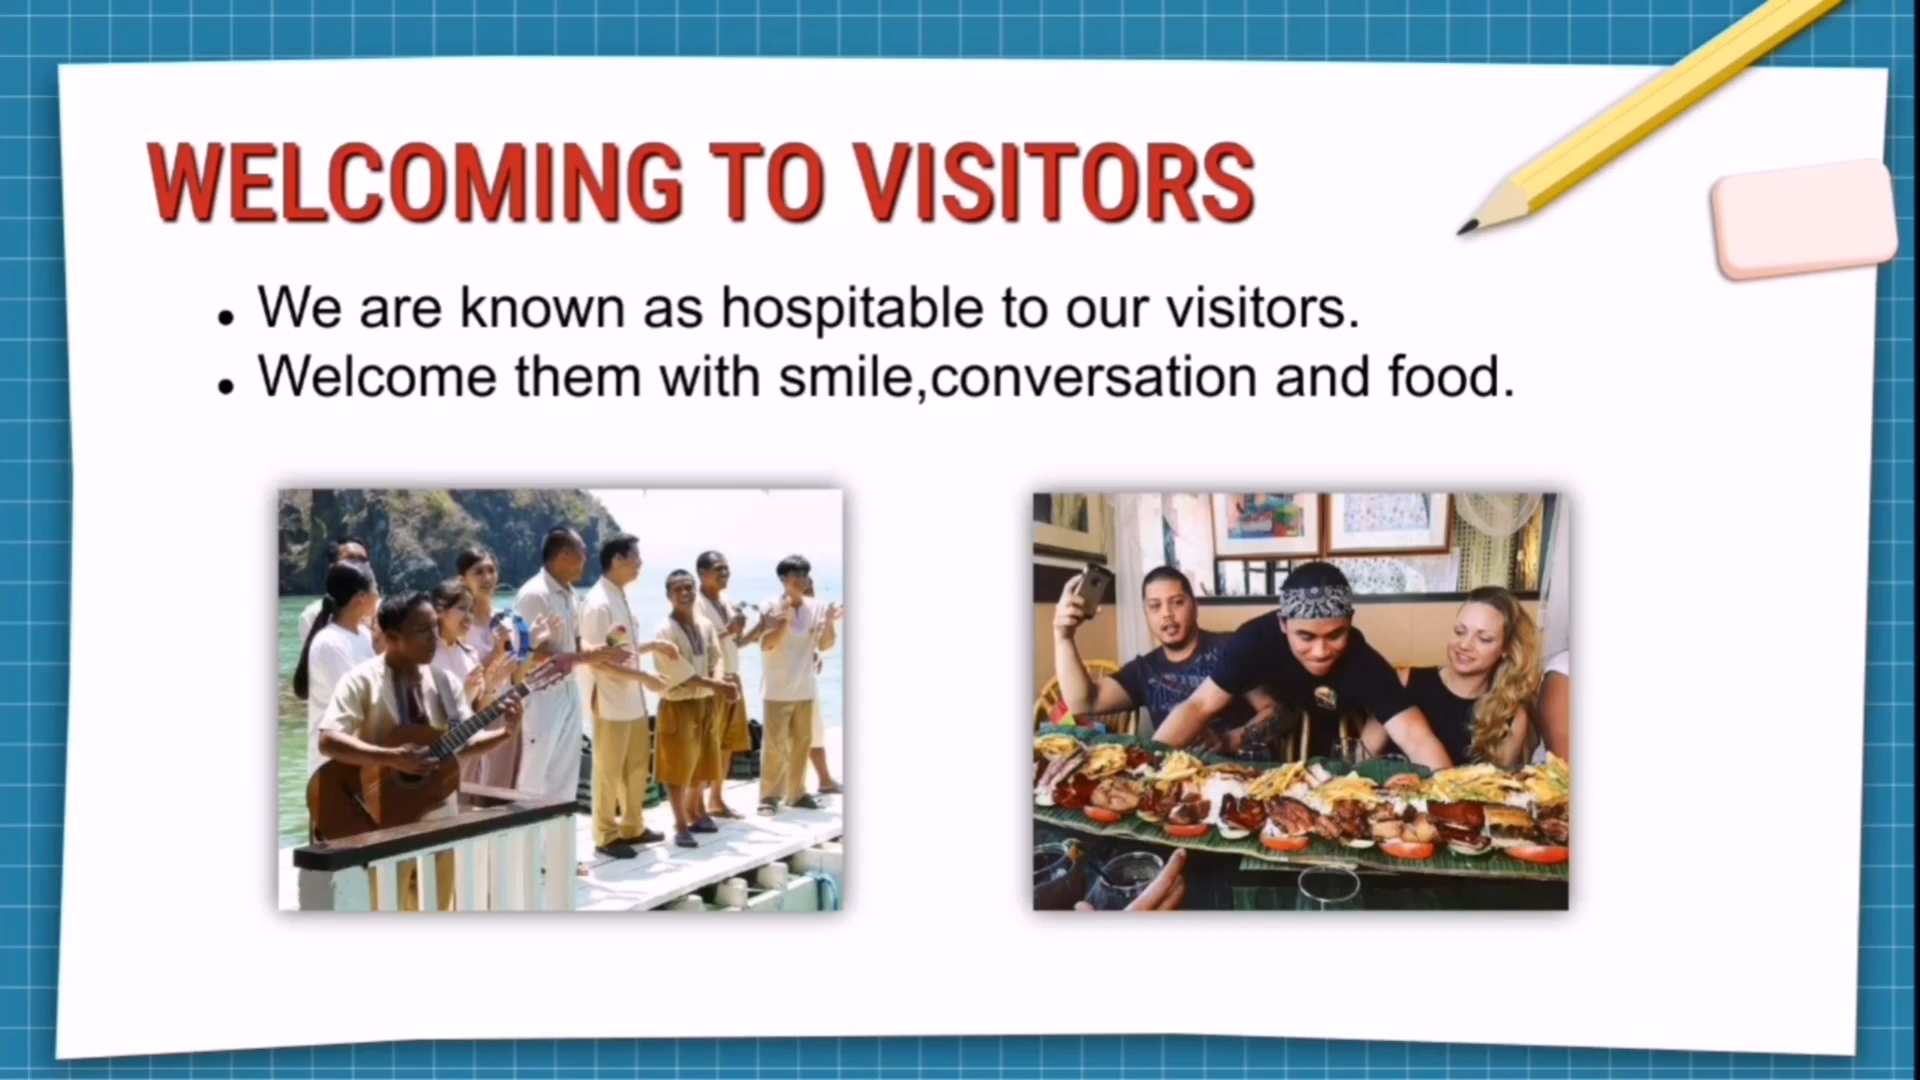 WELCOMING TO VISITORS
We are known as hospitable to our visitors.
Welcome them with smile,conversation and food.